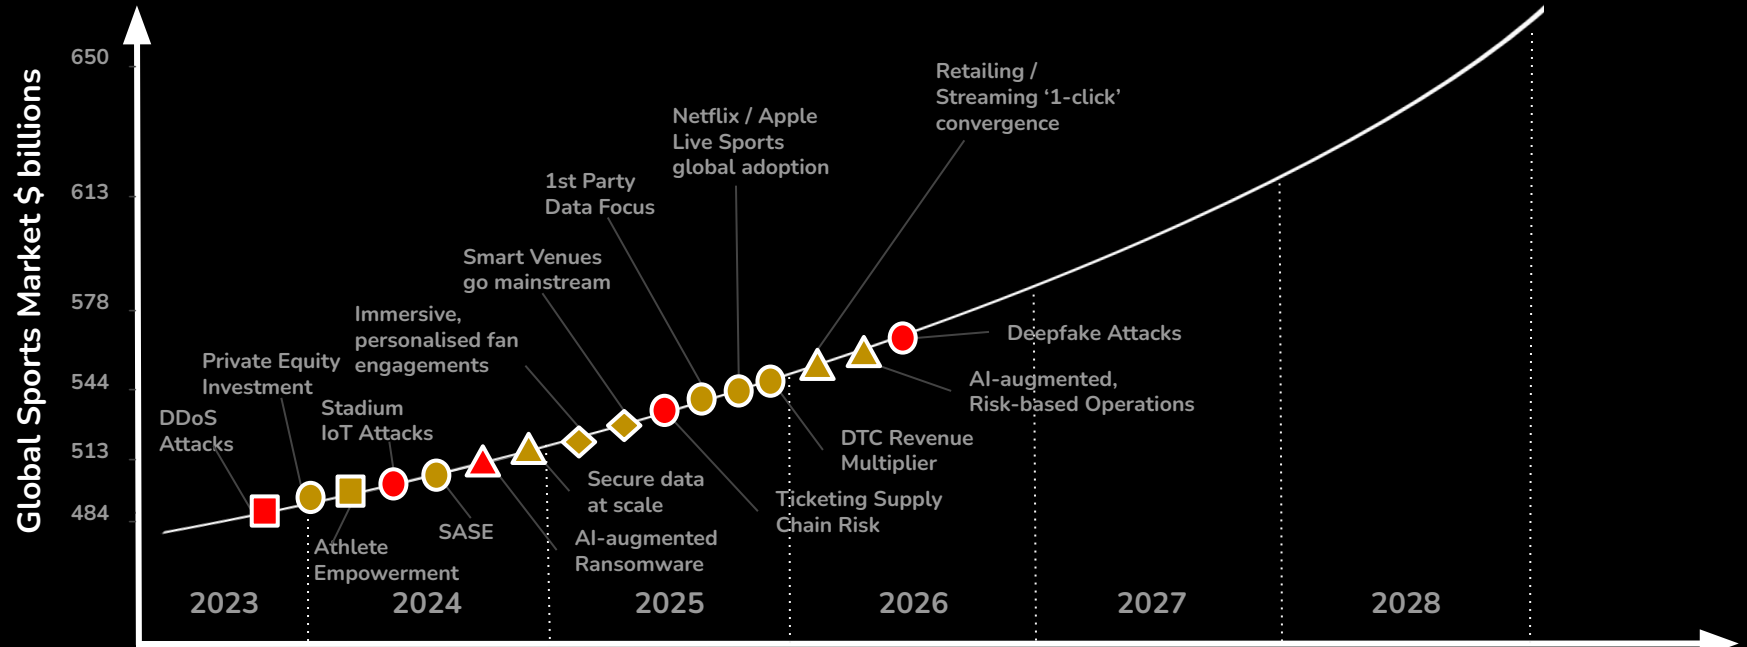 Global Sports Market $ billions
650
613
578
544
513
484
Retailing /
Streaming ‘1-click’
convergence
Netflix / Apple
Live Sports
global adoption
1st Party
Data Focus
Smart Venues
go mainstream
Immersive,
personalised fan
engagements
Private Equity
Investment
Stadium
IoT Attacks
DDoS
Attacks
Deepfake Attacks
AI-augmented,
Risk-based Operations
DTC Revenue
Multiplier
Ticketing Supply
Chain Risk
Secure data
at scale
AI-augmented
Ransomware
SASE
Athlete
Empowerment
2023
2024
2025
2026
2027
2028